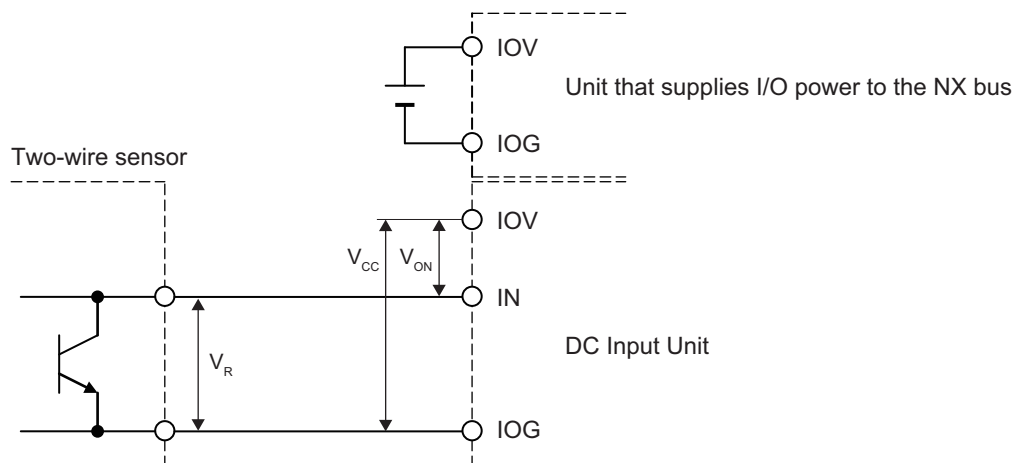 IOV
Unit that supplies I/O power to the NX bus
IOG
Two-wire sensor
IOV
VCC VON
IN
VR
DC Input Unit
IOG